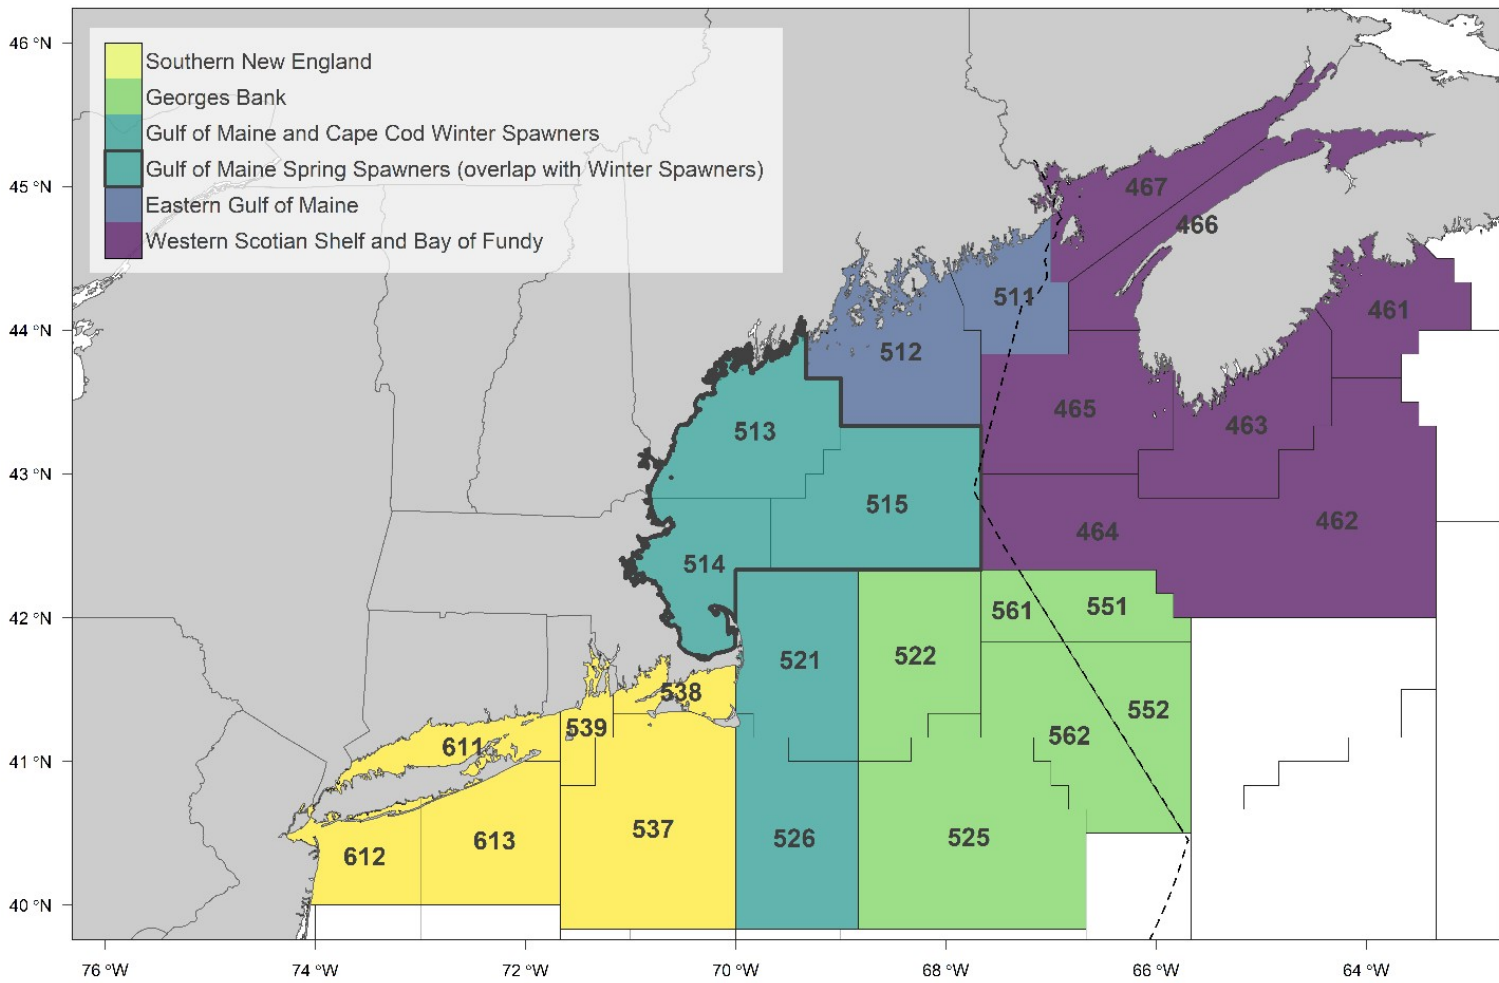 46 °N
Southern New England
Georges Bank
Gulf of Maine and Cape Cod Winter Spawners
Gulf of Maine Spring Spawners (overlap with Winter Spawners)
Eastern Gulf of Maine
Western Scotian Shelf and Bay of Fundy
45 °N
467
466
44 °N
511
461
512
465
513
463
43 °N
515
462
464
514
42 °N
561
551
521
522
538
552
539
562
611
41 °N
537
526
525
613
612
40 °N
76 °W
74 °W
72 °W
70 °W
68 °W
66 °W
64 °W